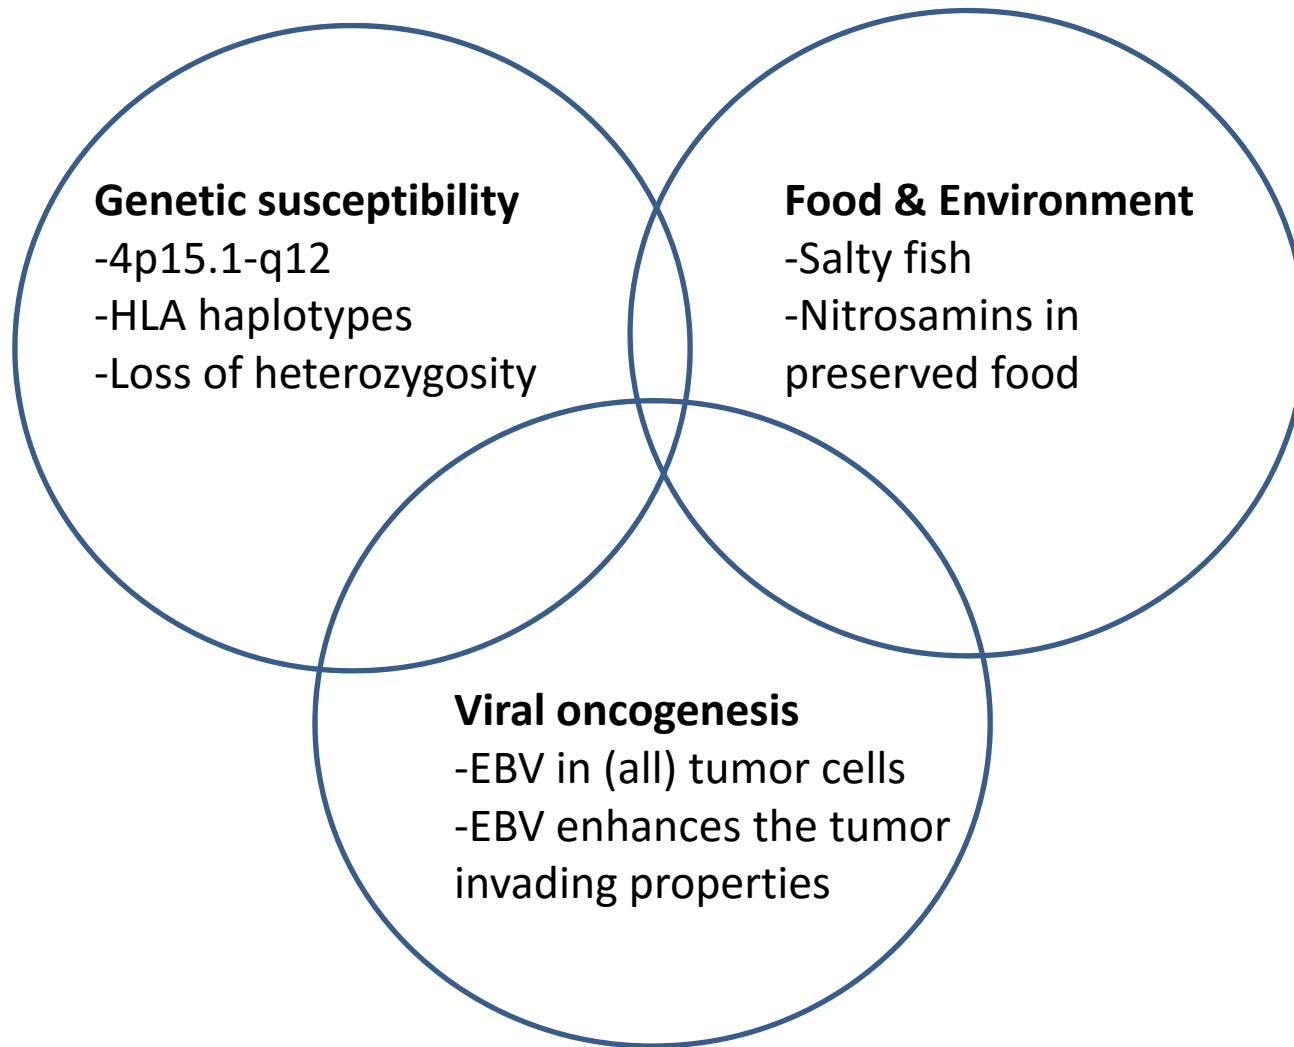 Genetic susceptibility
-4p15.1-q12
-HLA haplotypes
-Loss of heterozygosity
Food & Environment
-Salty fish
-Nitrosamins in
preserved food
Viral oncogenesis
-EBV in (all) tumor cells
-EBV enhances the tumor
invading properties